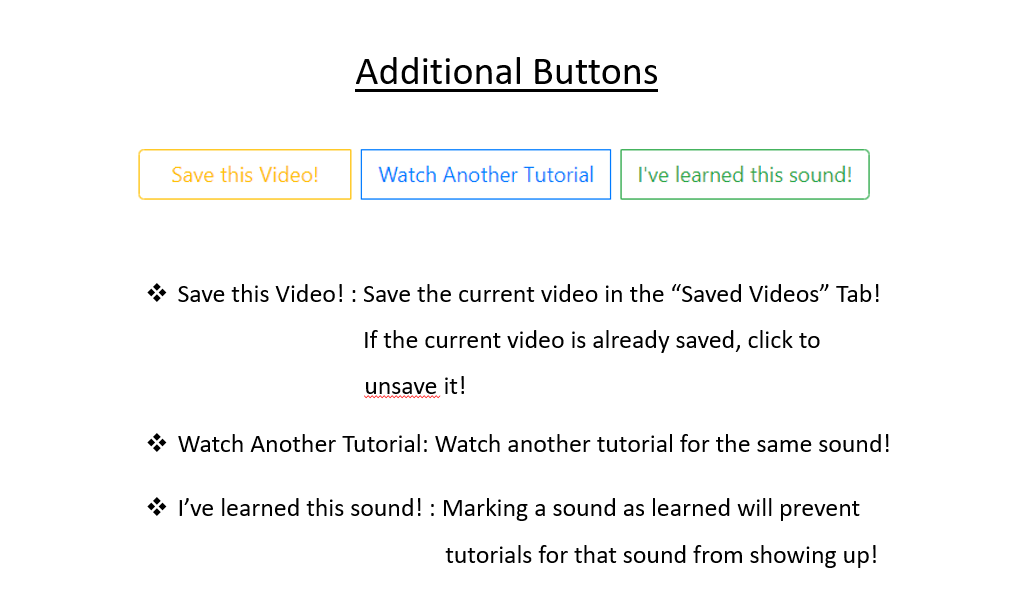 Additional Buttons
Save this Video! Watch Another Tutorial I've learned this sound!
❖ Save this Video! : Save the current video in the “Saved Videos” Tab!
If the current video is already saved, click to
unsave it!
❖ Watch Another Tutorial: Watch another tutorial for the same sound!
❖ I’ve learned this sound! : Marking a sound as learned will prevent
tutorials for that sound from showing up!